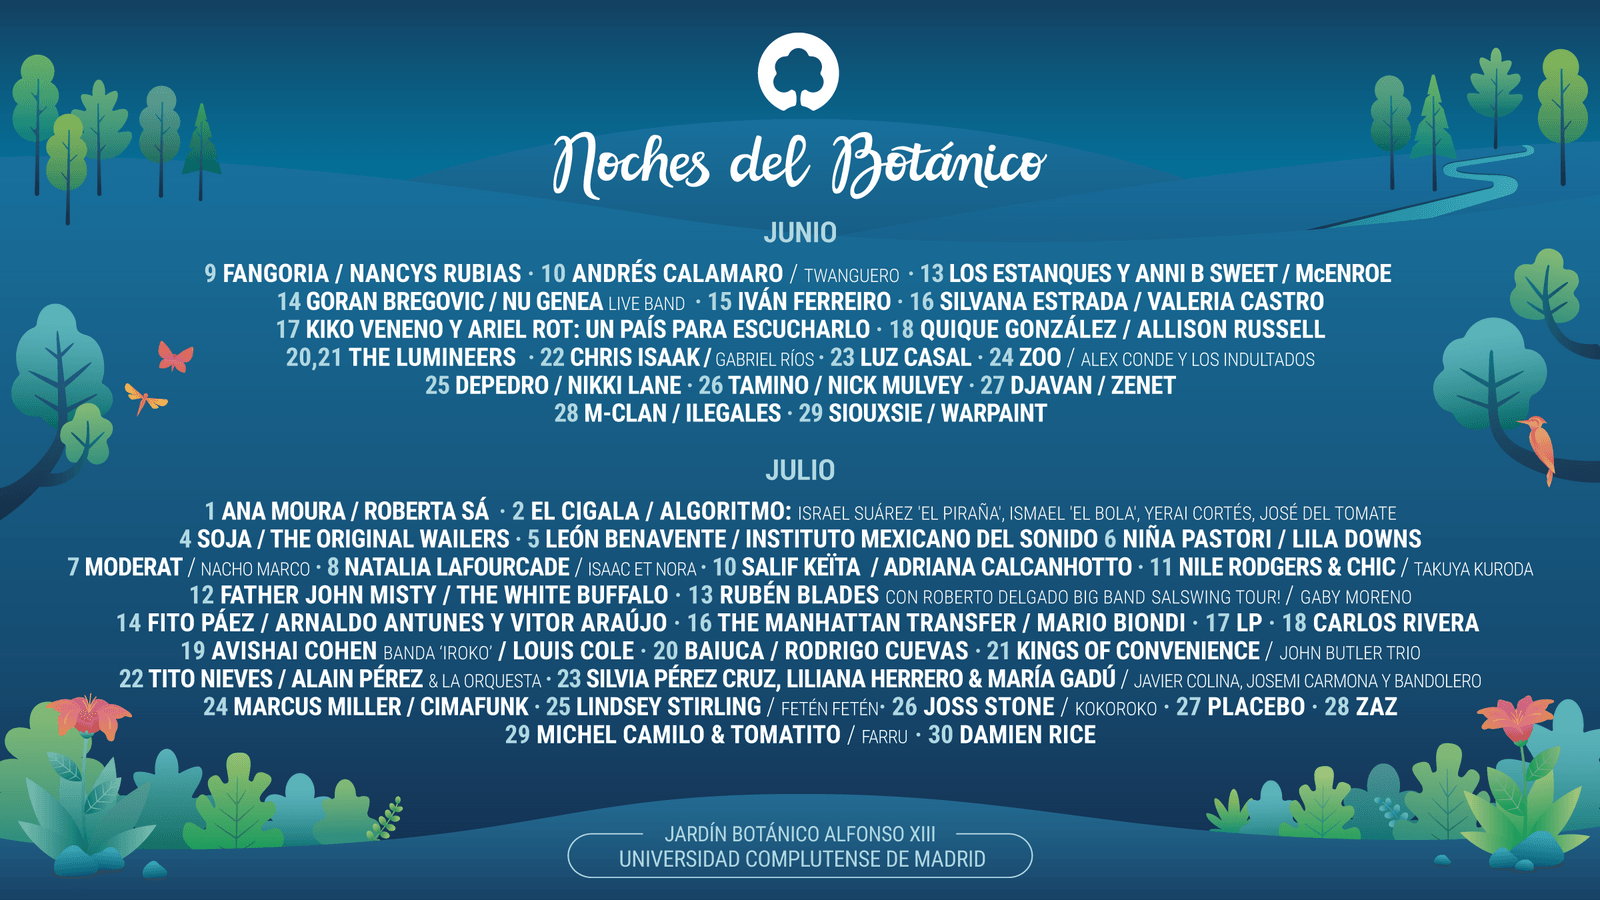 Noches del Botánico
JUNIO
9 FANGORIA / NANCYS RUBIAS · 10 ANDRÉS CALAMARO / TWANGUERO · 13 LOS ESTANQUES Y ANNI B SWEET / McENROE
14 GORAN BREGOVIC / NU GENEA LIVE BAND · 15 IVÁN FERREIRO · 16 SILVANA ESTRADA / VALERIA CASTRO
17 KIKO VENENO Y ARIEL ROT: UN PAÍS PARA ESCUCHARLO · 18 QUIQUE GONZÁLEZ / ALLISON RUSSELL
20,21 THE LUMINEERS · 22 CHRIS ISAAK / GABRIEL RÍOS · 23 LUZ CASAL · 24 ZOO / ALEX CONDE Y LOS INDULTADOS
25 DEPEDRO / NIKKI LANE · 26 TAMINO / NICK MULVEY · 27 DJAVAN / ZENET
28 M-CLAN / ILEGALES · 29 SIOUXSIE / WARPAINT
JULIO
1 ANA MOURA / ROBERTA SÁ · 2 EL CIGALA / ALGORITMO: ISRAEL SUÁREZ 'EL PIRAÑA', ISMAEL 'EL BOLA', YERAI CORTÉS, JOSÉ DEL TOMATE
4 SOJA / THE ORIGINAL WAILERS · 5 LEÓN BENAVENTE / INSTITUTO MEXICANO DEL SONIDO 6 NIÑA PASTORI / LILA DOWNS
7 MODERAT / NACHO MARCO · 8 NATALIA LAFOURCADE / ISAAC ET NORA · 10 SALIF KEÏTA / ADRIANA CALCANHOTTO · 11 NILE RODGERS & CHIC / TAKUYA KURODA
12 FATHER JOHN MISTY / THE WHITE BUFFALO · 13 RUBÉN BLADES CON ROBERTO DELGADO BIG BAND SALSWING TOUR! / GABY MORENO
14 FITO PÁEZ / ARNALDO ANTUNES Y VITOR ARAÚJO · 16 THE MANHATTAN TRANSFER / MARIO BIONDI · 17 LP · 18 CARLOS RIVERA
19 AVISHAI COHEN BANDA 'IROKO' / LOUIS COLE · 20 BAIUCA / RODRIGO CUEVAS · 21 KINGS OF CONVENIENCE / JOHN BUTLER TRIO
22 TITO NIEVES / ALAIN PÉREZ & LA ORQUESTA · 23 SILVIA PÉREZ CRUZ, LILIANA HERRERO & MARÍA GADÚ / JAVIER COLINA, JOSEMI CARMONA Y BANDOLERO
24 MARCUS MILLER / CIMAFUNK · 25 LINDSEY STIRLING / FETÉN FETÉN · 26 JOSS STONE / KOKOROKO · 27 PLACEBO · 28 ZAZ
29 MICHEL CAMILO & TOMATITO / FARRU · 30 DAMIEN RICE
JARDÍN BOTÁNICO ALFONSO XIII
UNIVERSIDAD COMPLUTENSE DE MADRID